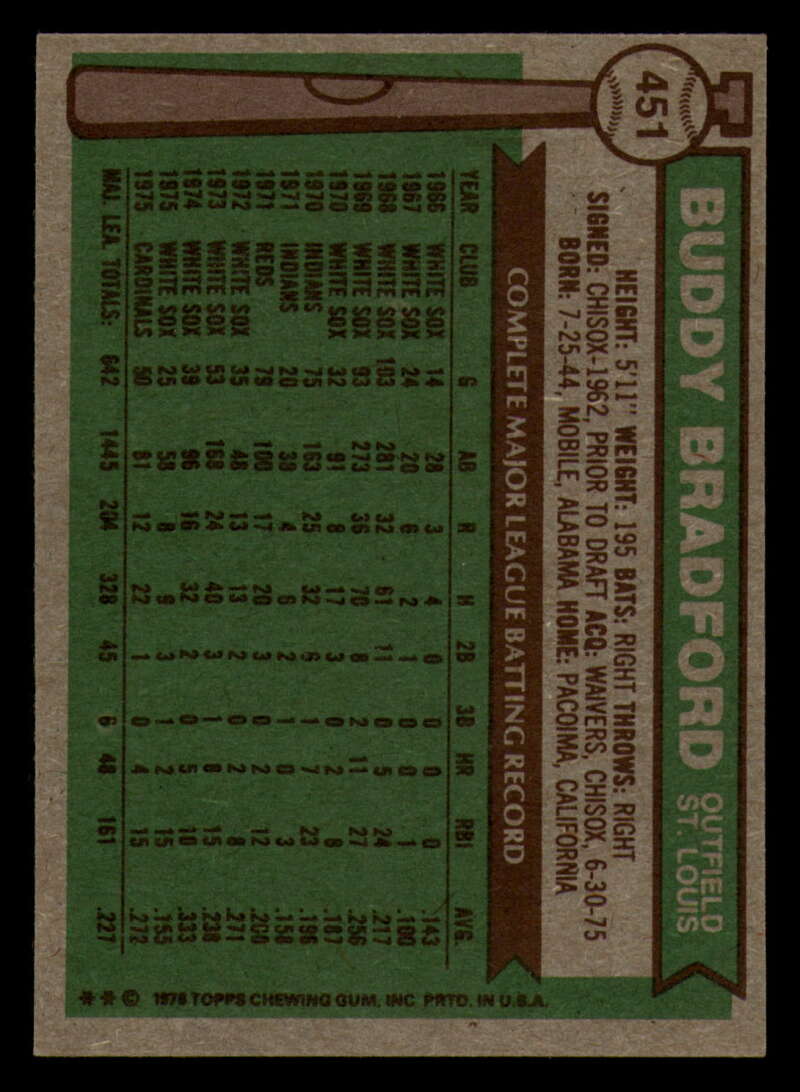 451
BUDDY BRADFORD OUTFIELD
ST. LOUIS
HEIGHT: 5'11" WEIGHT: 195 BATS: RIGHT THROWS: RIGHT
SIGNED: CHISOX-1962, PRIOR TO DRAFT ACQ: WAIVERS, CHISOX, 6-30-75
BORN: 7-25-44, MOBILE, ALABAMA HOME: PACOIMA, CALIFORNIA
COMPLETE MAJOR LEAGUE BATTING RECORD
YEAR CLUB G AB R H 2B 3B HR RBI AVG.
1966 WHITE SOX 14 28 3 4 0 0 0 0 .143
1967 WHITE SOX 24 20 6 2 1 0 0 1 .100
1968 WHITE SOX 103 281 32 61 11 0 5 24 .217
1969 WHITE SOX 93 273 36 70 8 2 11 27 .256
1970 WHITE SOX 32 91 8 17 3 0 2 8 .187
1970 INDIANS 75 163 25 32 6 1 7 23 .196
1971 INDIANS 20 38 4 6 2 1 0 3 .158
1971 REDS 79 100 17 20 3 0 2 12 .200
1972 WHITE SOX 35 48 13 13 2 0 2 8 .271
1973 WHITE SOX 53 168 24 40 3 1 8 15 .238
1974 WHITE SOX 39 96 16 32 2 0 5 10 .333
1975 WHITE SOX 25 58 8 9 3 1 2 15 .155
1975 CARDINALS 50 81 12 22 1 0 4 15 .272
MAJ. LEA. TOTALS: 642 1445 204 328 45 6 48 161 .227
** © 1976 TOPPS CHEWING GUM, INC PRTD. IN U.S.A.